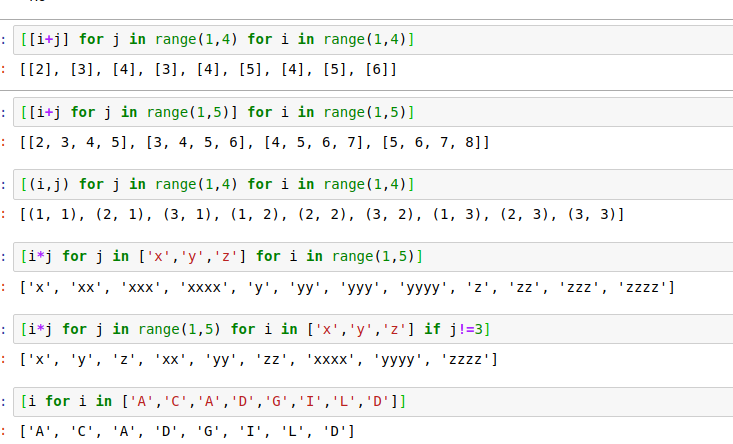 : [[i+j] for j in range(1,4) for i in range(1,4)]
: [[2], [3], [4], [3], [4], [5], [4], [5], [6]]
: [[i+j for j in range(1,5)] for i in range(1,5)]
: [[2, 3, 4, 5], [3, 4, 5, 6], [4, 5, 6, 7], [5, 6, 7, 8]]
: [(i,j) for j in range(1,4) for i in range(1,4)]
: [(1, 1), (2, 1), (3, 1), (1, 2), (2, 2), (3, 2), (1, 3), (2, 3), (3, 3)]
: [i*j for j in ['x','y','z'] for i in range(1,5)]
: ['x', 'xx', 'xxx', 'xxxx', 'y', 'yy', 'yyy', 'yyyy', 'z', 'zz', 'zzz', 'zzzz']
: [i*j for j in range(1,5) for i in ['x','y','z'] if j!=3]
: ['x', 'y', 'z', 'xx', 'yy', 'zz', 'xxxx', 'yyyy', 'zzzz']
: [i for i in ['A','C','A','D','G','I','L','D']]
: ['A', 'C', 'A', 'D', 'G', 'I', 'L', 'D']